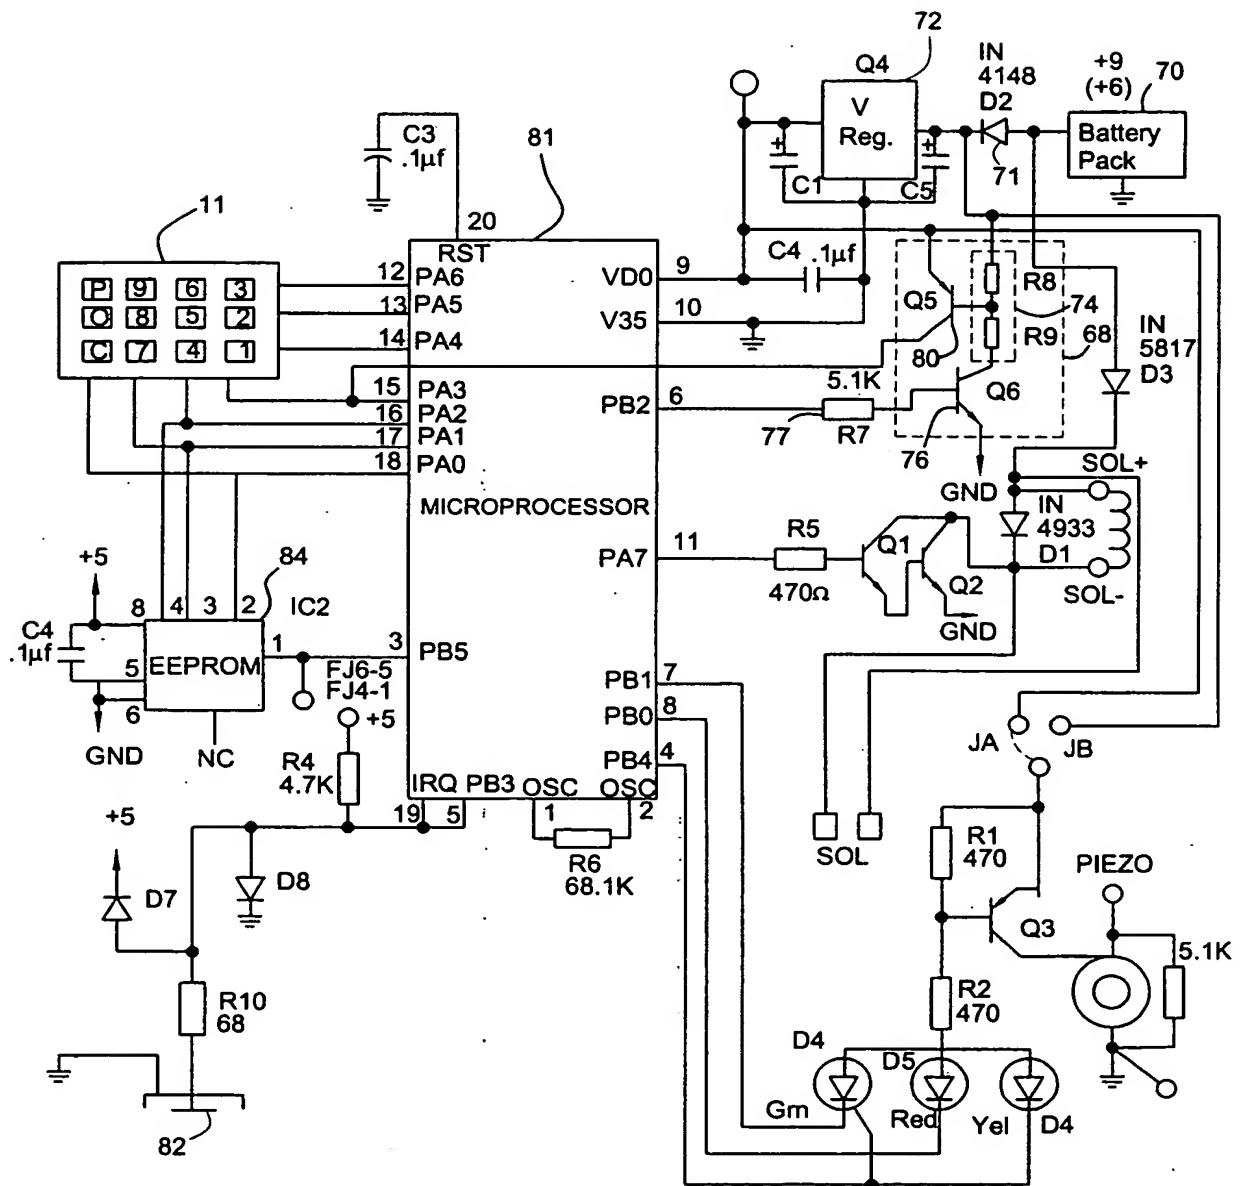 72
IN
4148
D2
+9
(+6)
70
Q4
V
Reg.
Battery
Pack
71
C3
.1µf
81
+
C1
+
C5
11
20
RST
12
PA6
13
PA5
14
PA4
P 9 6 3
O 8 5 2
C 7 4 1
VD0
9
C4 .1µf
V35
10
Q5
R8
74
R9
68
80
IN
5817
D3
15
PA3
16
PA2
17
PA1
18
PA0
PB2
6
5.1K
R7
77
Q6
76
GND
SOL+
MICROPROCESSOR
IN
4933
D1
SOL-
PA7
11
R5
470Ω
Q1
Q2
GND
+5
84
8
4
3
2
IC2
C4
.1µf
EEPROM
1
5
6
GND
NC
3
PB5
FJ6-5
FJ4-1
+5
PB1
7
PB0
8
PB4
4
JA
JB
R4
4.7K
IRQ
PB3
OSC
OSC
19
5
1
2
R6
68.1K
SOL
R1
470
PIEZO
+5
D7
D8
Q3
5.1K
R10
68
R2
470
D4
D5
Grn
Red
Yel
D4
82